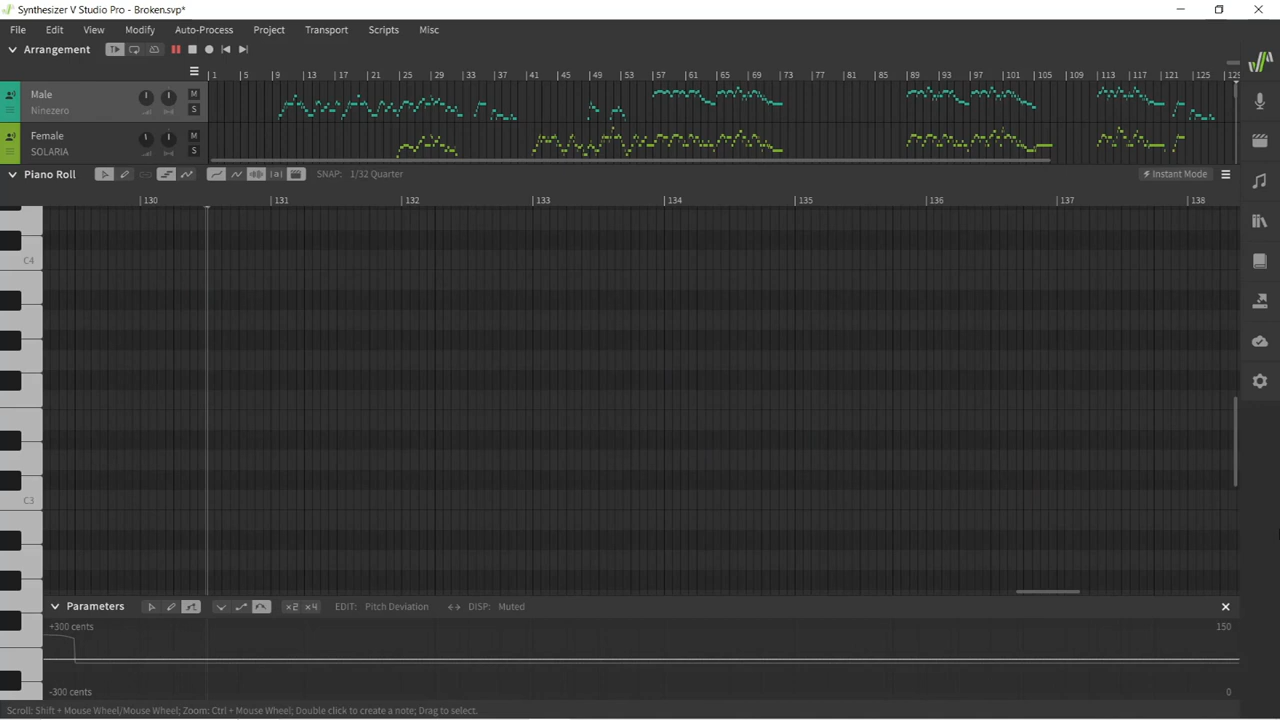 Synthesizer V Studio Pro - Broken.svp*
File Edit View Modify Auto-Process Project Transport Scripts Misc
Arrangement
1 5 9 13 17 21 25 29 33 37 41 45 49 53 57 61 65 69 73 77 81 85 89 93 97 101 105 109 113 117 121 125 129
Male M
Ninezero S
Female M
SOLARIA S
Piano Roll SNAP: 1/32 Quarter Instant Mode
130 131 132 133 134 135 136 137 138
C4
C3
Parameters ×2 ×4 EDIT: Pitch Deviation DISP: Muted
+300 cents 150
-300 cents 0
Scroll: Shift + Mouse Wheel/Mouse Wheel; Zoom: Ctrl + Mouse Wheel; Double click to create a note; Drag to select.